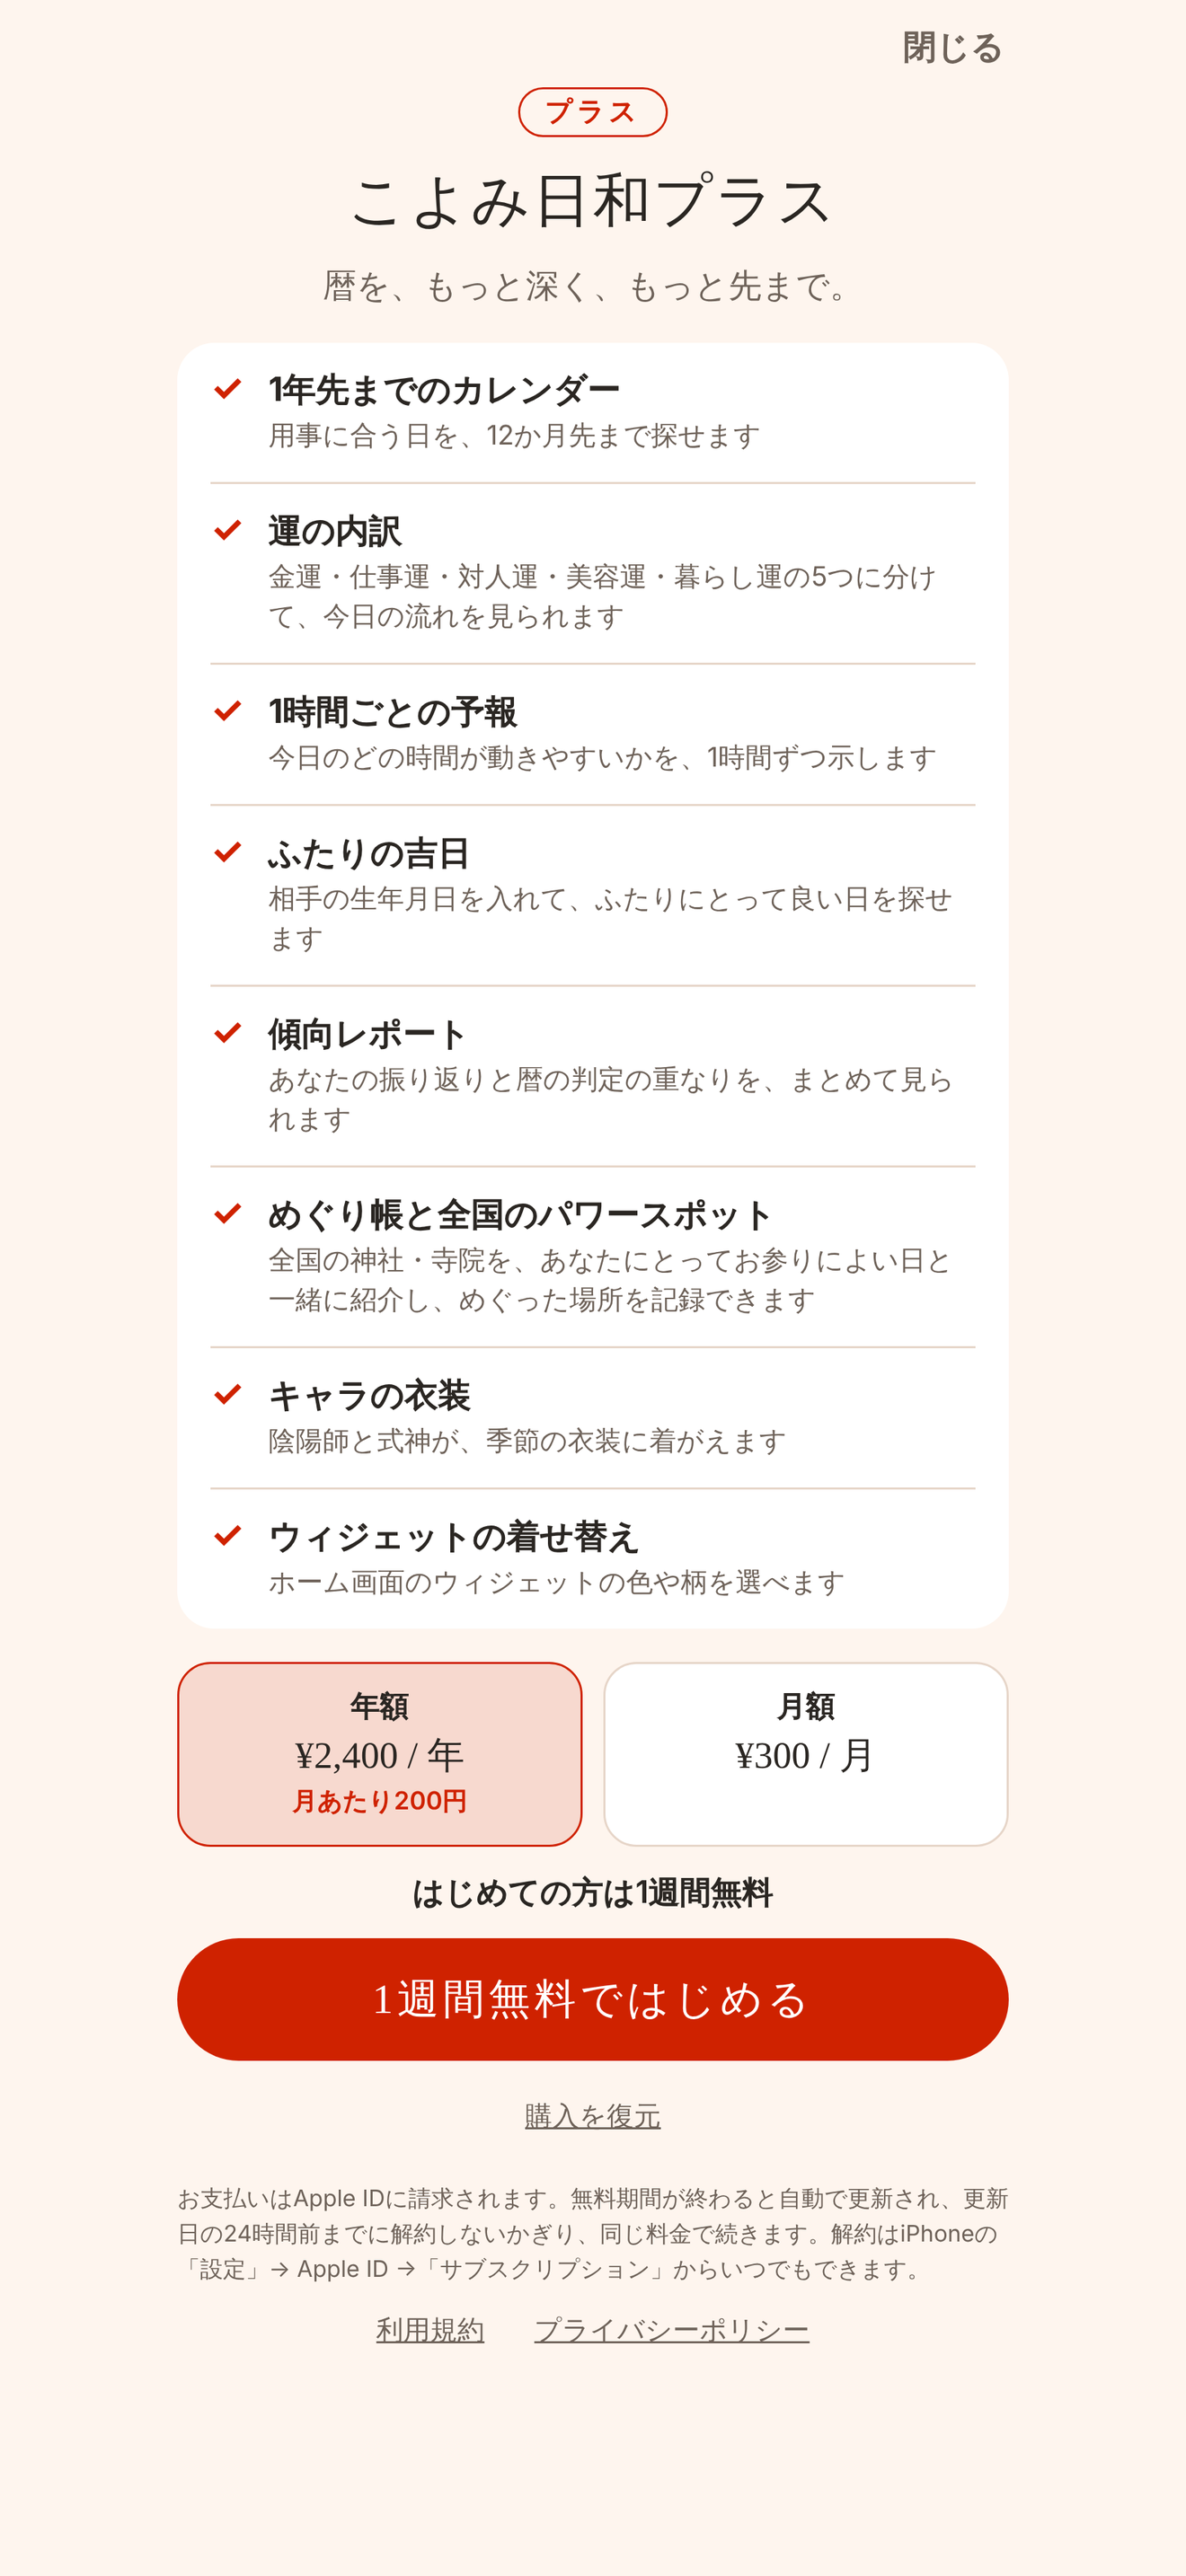 閉じる
プラス
こよみ日和プラス
暦を、もっと深く、もっと先まで。
1年先までのカレンダー
用事に合う日を、12か月先まで探せます
運の内訳
金運・仕事運・対人運・美容運・暮らし運の5つに分け
て、今日の流れを見られます
1時間ごとの予報
今日のどの時間が動きやすいかを、1時間ずつ示します
ふたりの吉日
相手の生年月日を入れて、ふたりにとって良い日を探せ
ます
傾向レポート
あなたの振り返りと暦の判定の重なりを、まとめて見ら
れます
めぐり帳と全国のパワースポット
全国の神社・寺院を、あなたにとってお参りによい日と
一緒に紹介し、めぐった場所を記録できます
キャラの衣装
陰陽師と式神が、季節の衣装に着がえます
ウィジェットの着せ替え
ホーム画面のウィジェットの色や柄を選べます
年額
¥2,400 / 年
月あたり200円
月額
¥300 / 月
はじめての方は1週間無料
1週間無料ではじめる
購入を復元
お支払いはApple IDに請求されます。無料期間が終わると自動で更新され、更新
日の24時間前までに解約しないかぎり、同じ料金で続きます。解約はiPhoneの
「設定」→ Apple ID →「サブスクリプション」からいつでもできます。
利用規約 プライバシーポリシー